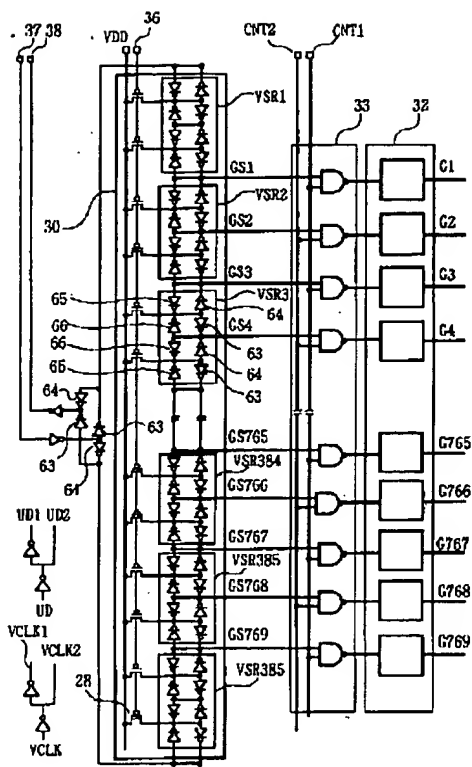 37 38 VDD 36 CNT2 CNT1
VSR1 33 32
GS1 G1
30 VSR2
GS2 G2
GS3 G3
65 VSR3
66 GS4 64 G4
66 63
65 64
64 63
63 63
64 GS765 G765
VSR384
GS766 G766
UD1 UD2 GS767 G767
VSR385
UD GS768 G768
VCLK1
VCLK2 GS769 G769
28 VSR385
VCLK